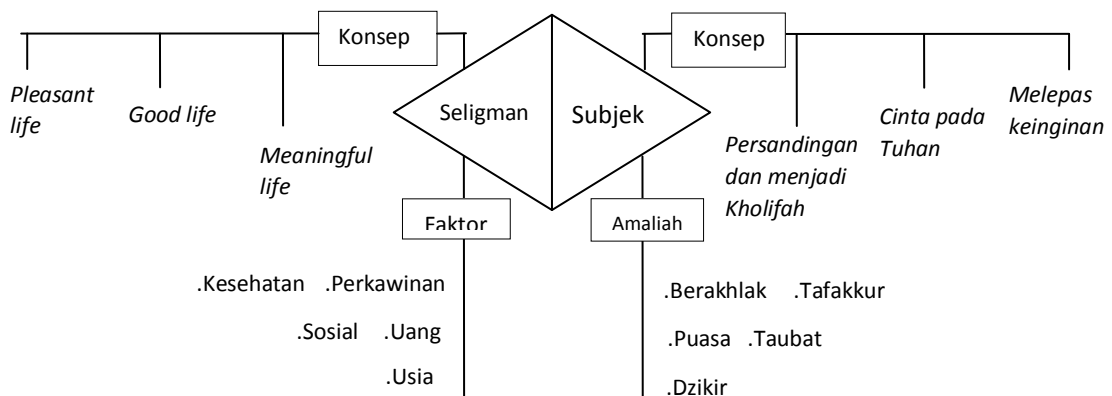 Konsep
Pleasant
life
Good life
Meaningful
life
Seligman
Subjek
Konsep
Persandingan
dan menjadi
Kholifah
Cinta pada
Tuhan
Melepas
keinginan
Faktor
.Kesehatan .Perkawinan
.Sosial .Uang
.Usia
Amaliah
.Berakhlak .Tafakkur
.Puasa .Taubat
.Dzikir